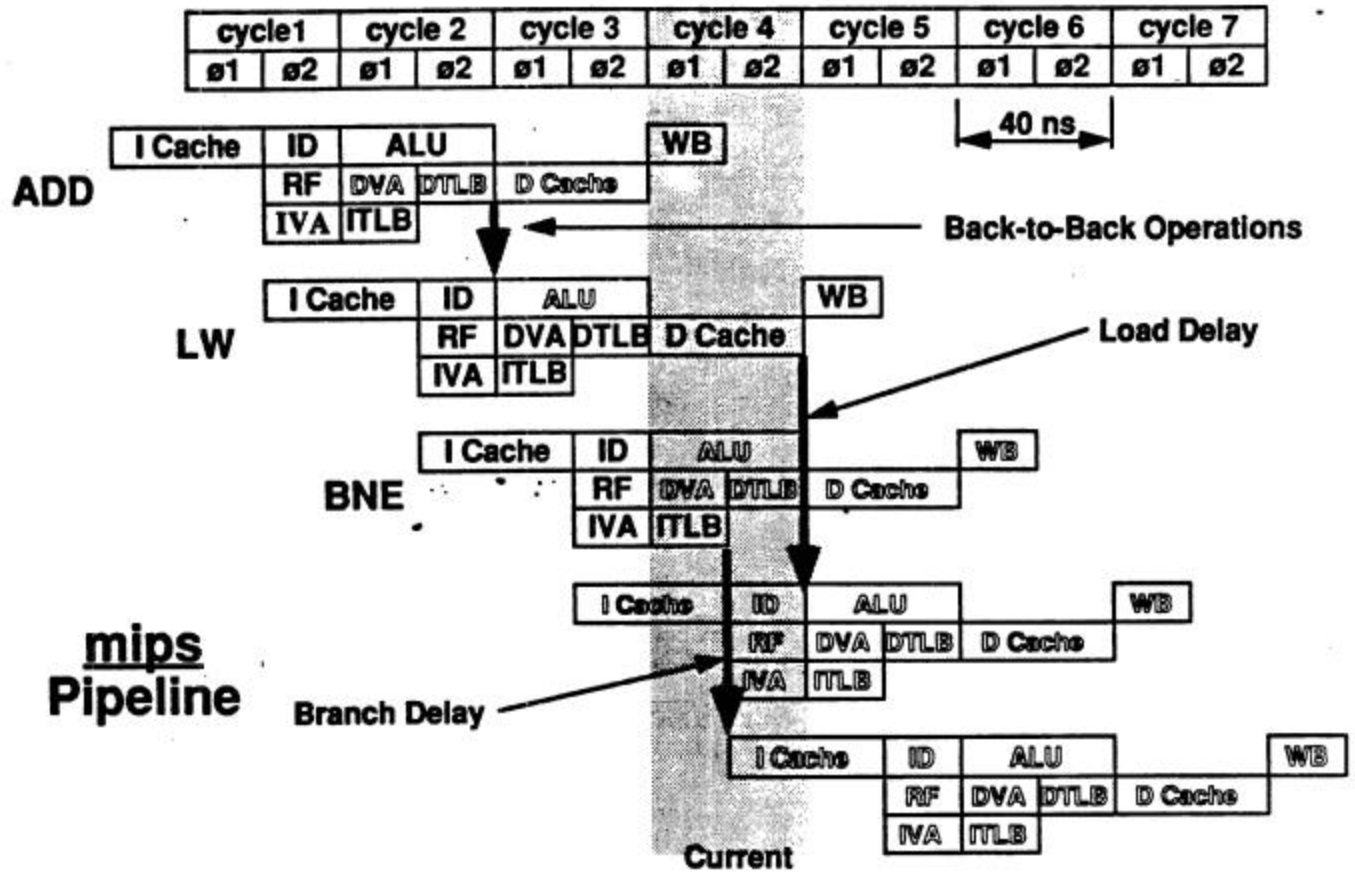 cycle1 cycle 2 cycle 3 cycle 4 cycle 5 cycle 6 cycle 7
ø1 ø2 ø1 ø2 ø1 ø2 ø1 ø2 ø1 ø2 ø1 ø2 ø1 ø2
40 ns
I Cache ID ALU WB
ADD
RF DVA DTLB D Cache
IVA ITLB
Back-to-Back Operations
I Cache ID ALU WB
LW
RF DVA DTLB D Cache
Load Delay
IVA ITLB
I Cache ID ALU WB
BNE
RF DVA DTLB D Cache
IVA ITLB
I Cache ID ALU WB
mips
RF DVA DTLB D Cache
Pipeline
IVA ITLB
Branch Delay
I Cache ID ALU WB
RF DVA DTLB D Cache
IVA ITLB
Current